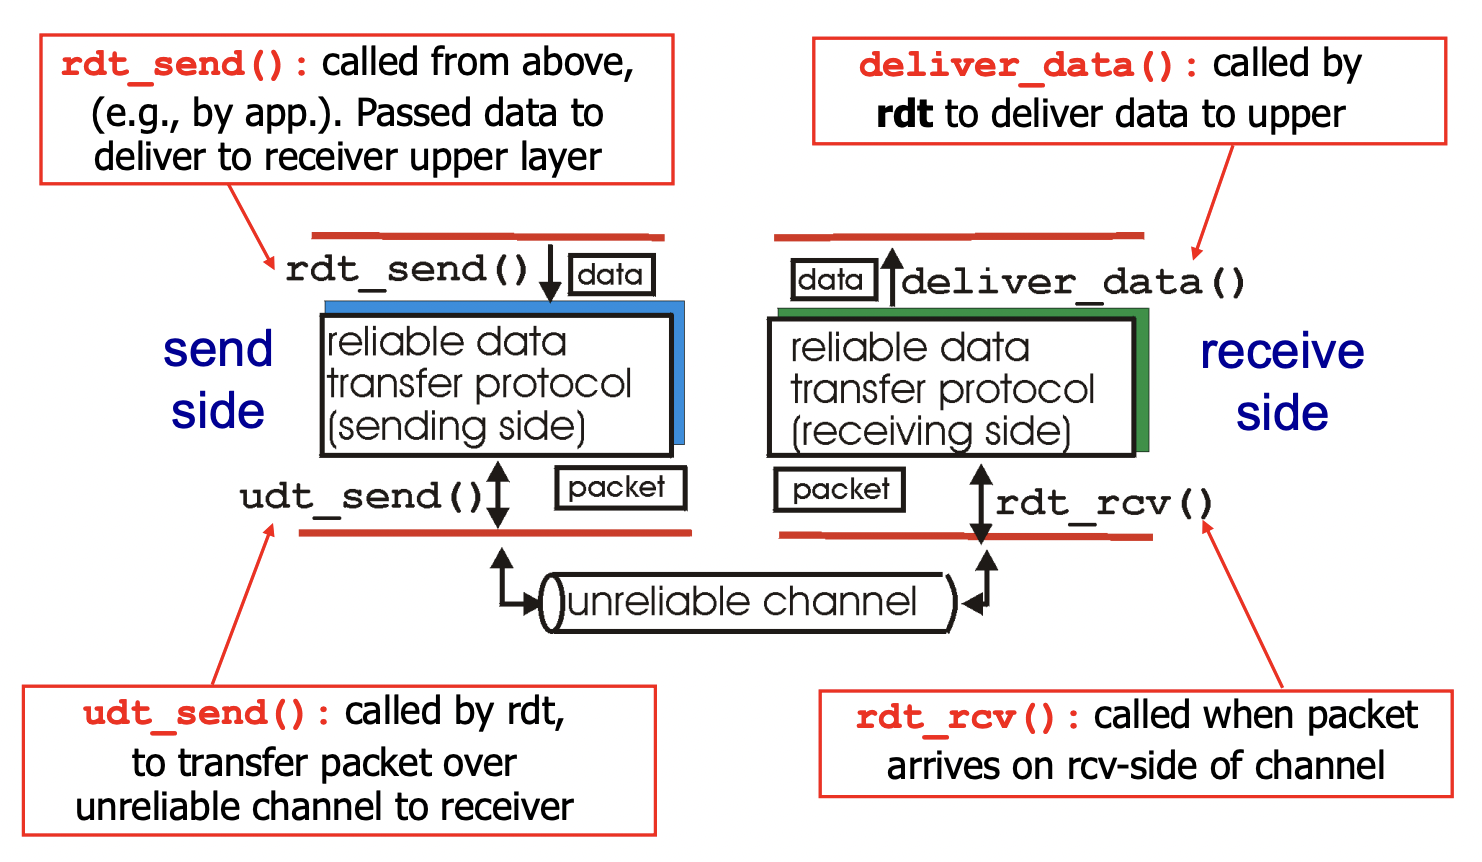 rdt_send(): called from above,
(e.g., by app.). Passed data to
deliver to receiver upper layer
deliver_data(): called by
rdt to deliver data to upper
rdt_send()
data
data
deliver_data()
send
side
reliable data
transfer protocol
(sending side)
reliable data
transfer protocol
(receiving side)
receive
side
udt_send()
packet
packet
rdt_rcv()
unreliable channel
udt_send(): called by rdt,
to transfer packet over
unreliable channel to receiver
rdt_rcv(): called when packet
arrives on rcv-side of channel